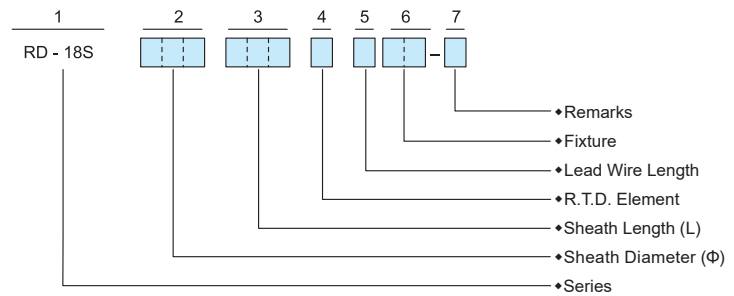 1 2 3 4 5 6 7
RD - 18S –
◆Remarks
◆Fixture
◆Lead Wire Length
◆R.T.D. Element
◆Sheath Length (L)
◆Sheath Diameter (Φ)
◆Series